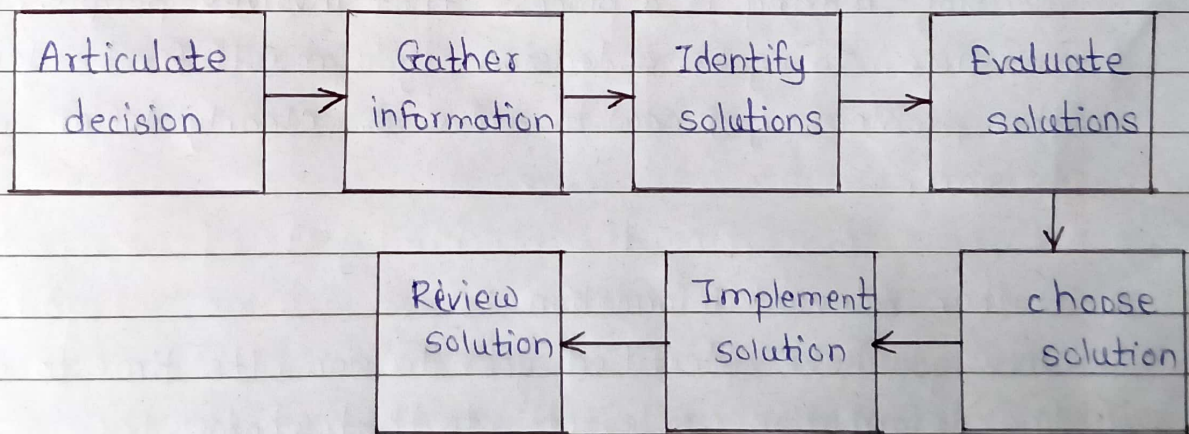 Articulate
decision
Gather
information
Identify
solutions
Evaluate
solutions
choose
solution
Implement
solution
Review
solution